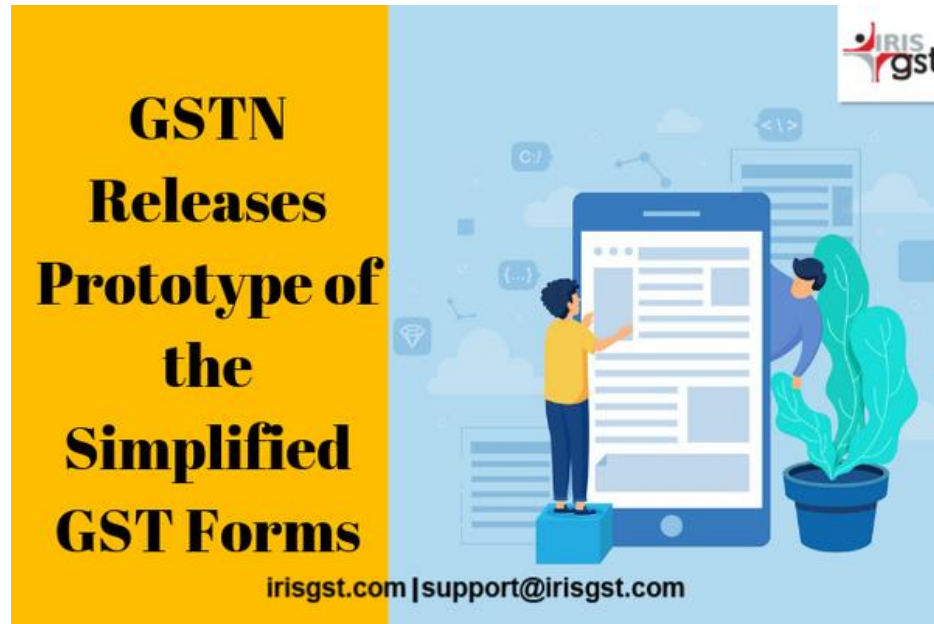 GSTN
Releases
Prototype of
the
Simplified
GST Forms
IRIS
gst
C:/
<\>
{...}
irisgst.com|support@irisgst.com